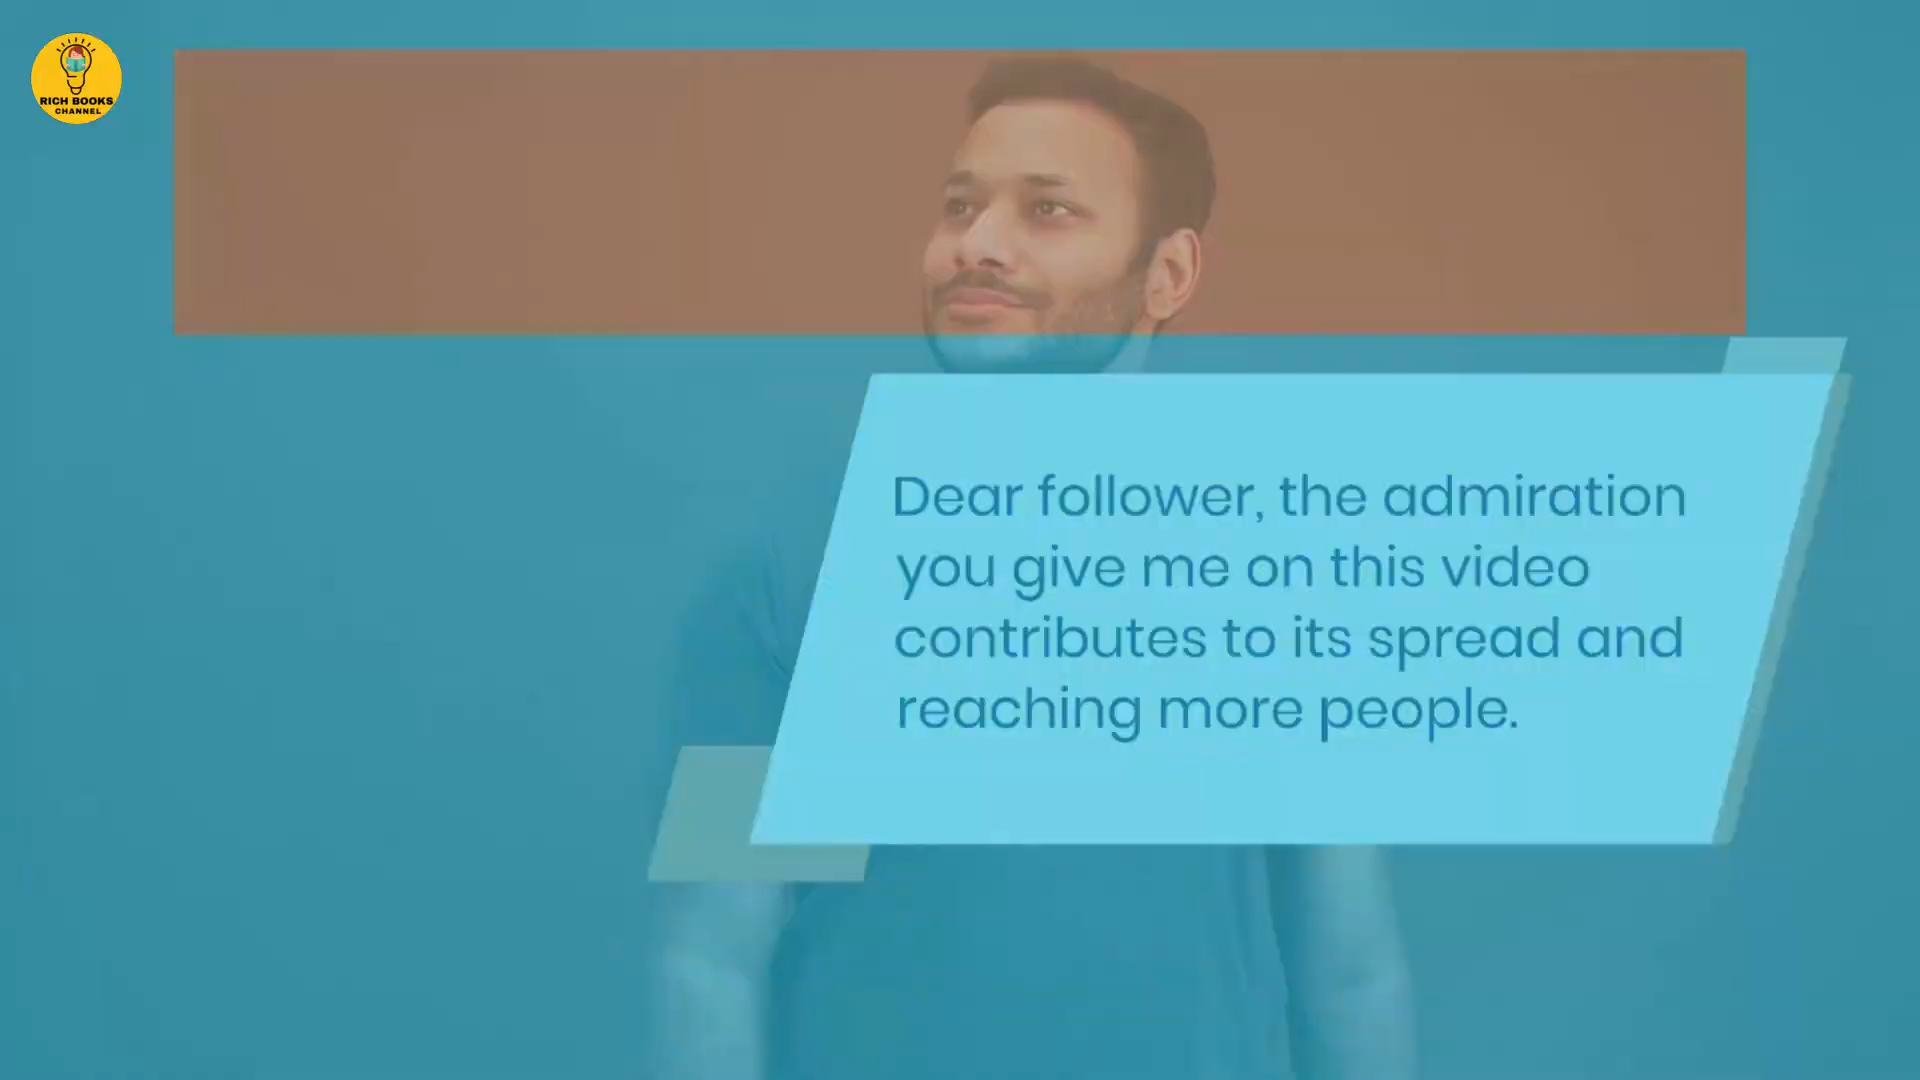 RICH BOOKS
CHANNEL
Dear follower, the admiration
you give me on this video
contributes to its spread and
reaching more people.